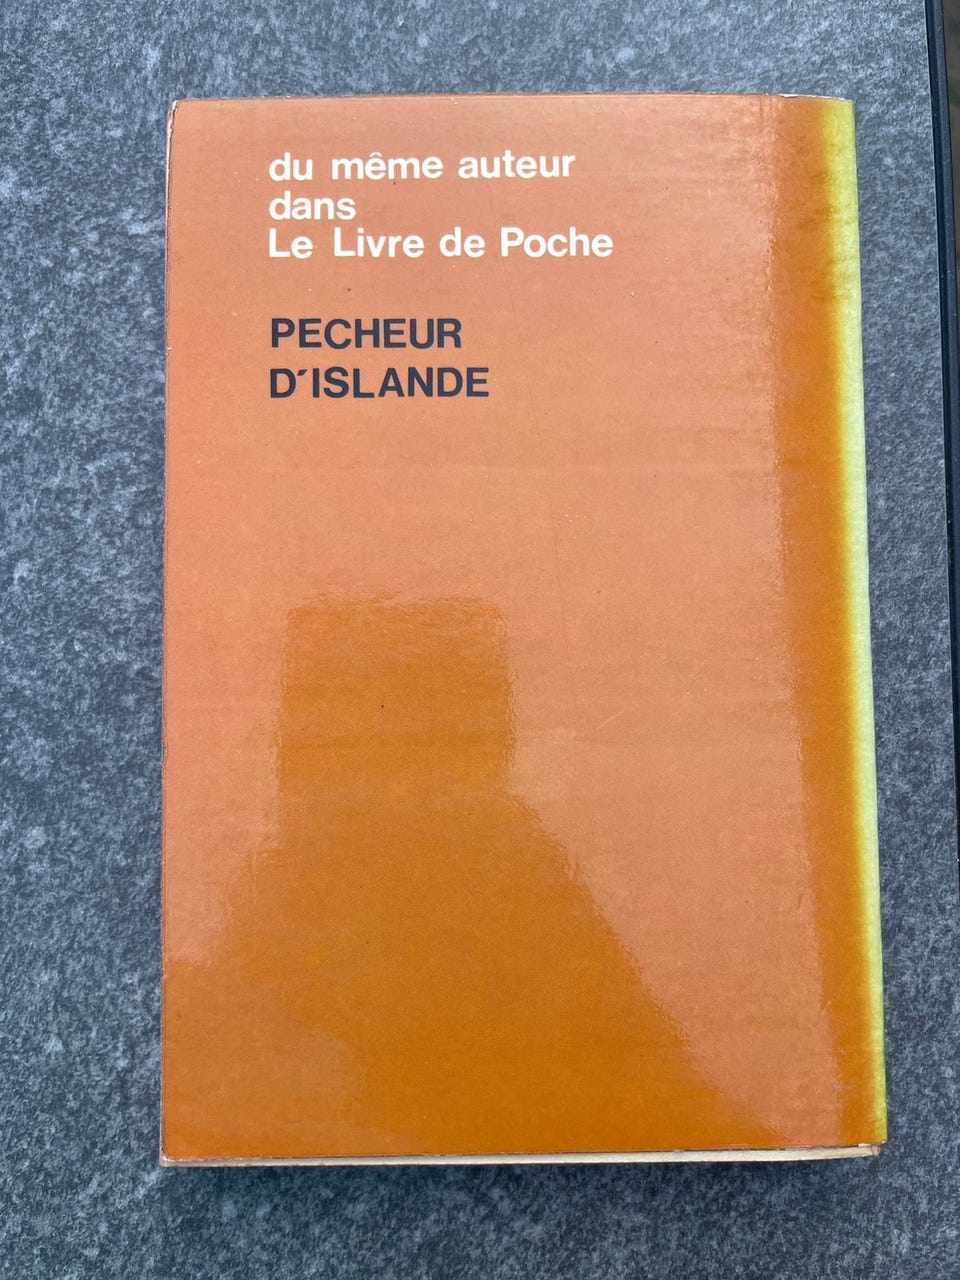 du même auteur
dans
Le Livre de Poche
PECHEUR
D´ISLANDE